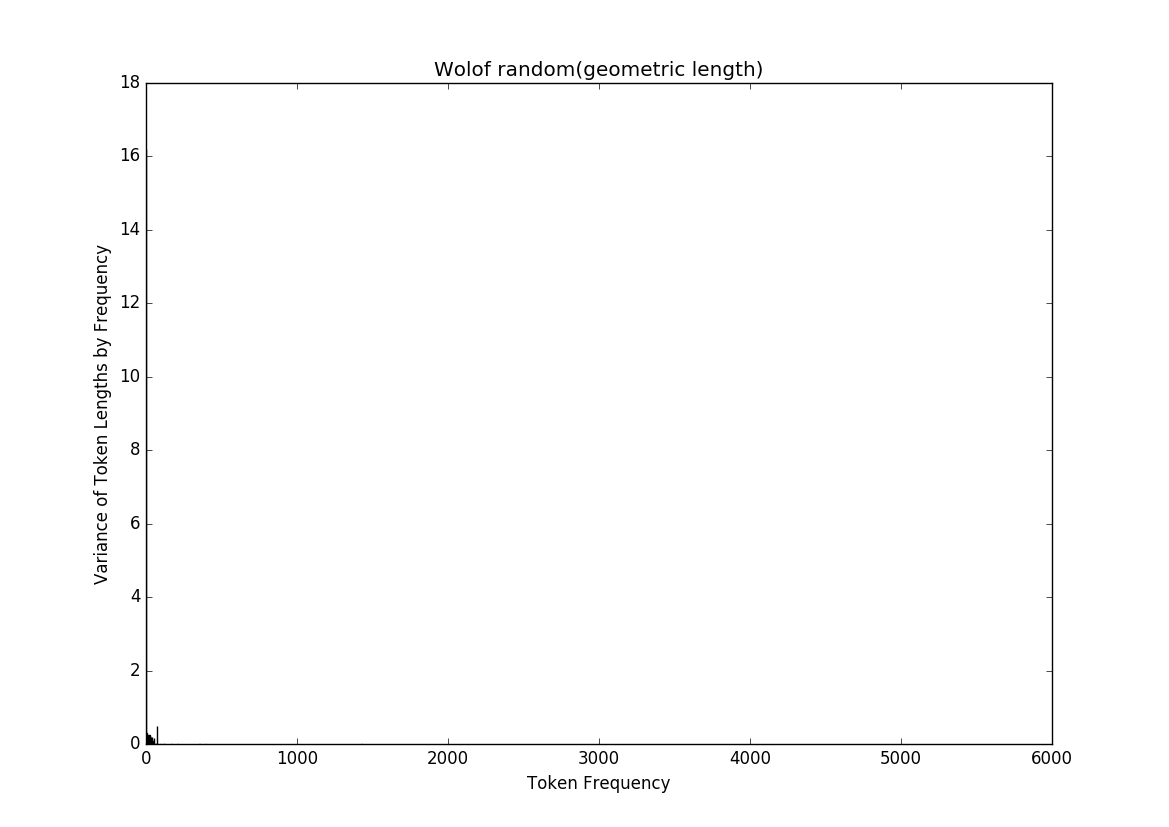 Wolof random(geometric length)
18
16
14
12
10
8
6
4
2
0
Variance of Token Lengths by Frequency
0 1000 2000 3000 4000 5000 6000
Token Frequency